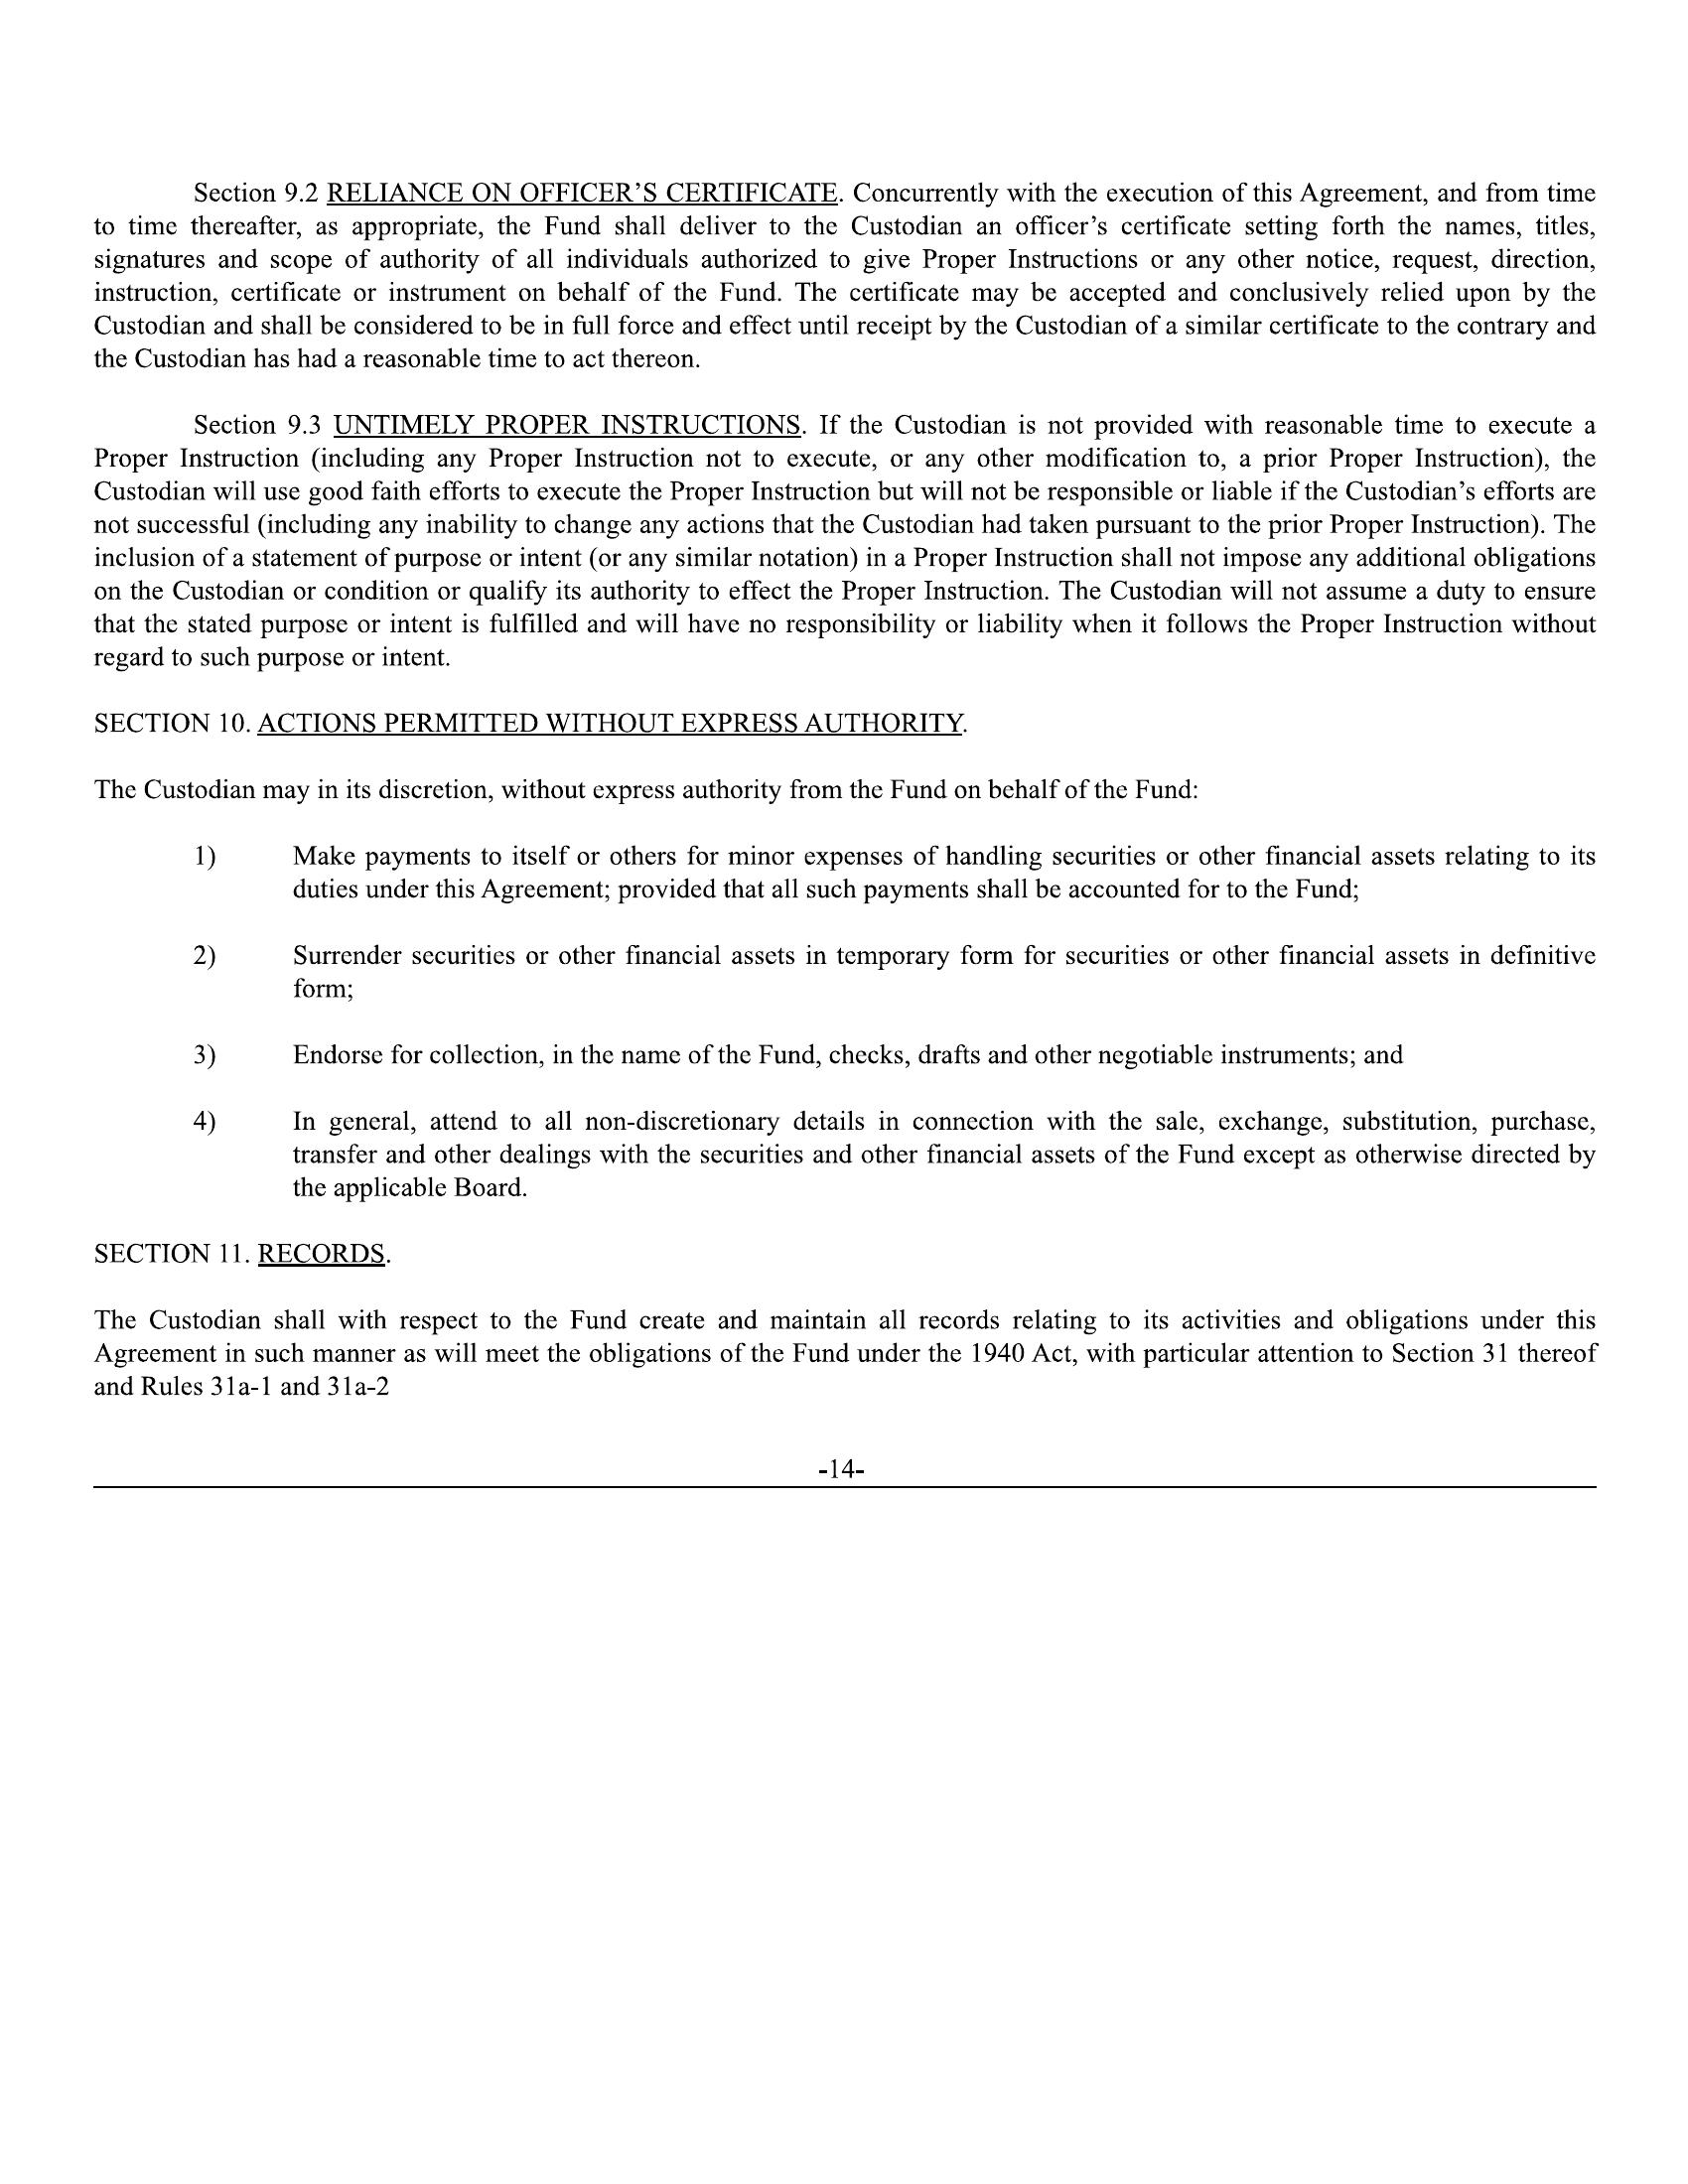 Section 9.2 RELIANCE ON OFFICER’S CERTIFICATE. Concurrently with the execution of this Agreement, and from time
to time thereafter, as appropriate, the Fund shall deliver to the Custodian an officer’s certificate setting forth the names, titles,
signatures and scope of authority of all individuals authorized to give Proper Instructions or any other notice, request, direction,
instruction, certificate or instrument on behalf of the Fund. The certificate may be accepted and conclusively relied upon by the
Custodian and shall be considered to be in full force and effect until receipt by the Custodian of a similar certificate to the contrary and
the Custodian has had a reasonable time to act thereon.
Section 9.3 UNTIMELY PROPER INSTRUCTIONS. If the Custodian is not provided with reasonable time to execute a
Proper Instruction (including any Proper Instruction not to execute, or any other modification to, a prior Proper Instruction), the
Custodian will use good faith efforts to execute the Proper Instruction but will not be responsible or liable if the Custodian’s efforts are
not successful (including any inability to change any actions that the Custodian had taken pursuant to the prior Proper Instruction). The
inclusion of a statement of purpose or intent (or any similar notation) in a Proper Instruction shall not impose any additional obligations
on the Custodian or condition or qualify its authority to effect the Proper Instruction. The Custodian will not assume a duty to ensure
that the stated purpose or intent is fulfilled and will have no responsibility or liability when it follows the Proper Instruction without
regard to such purpose or intent.
SECTION 10. ACTIONS PERMITTED WITHOUT EXPRESS AUTHORITY.
The Custodian may in its discretion, without express authority from the Fund on behalf of the Fund:
1) Make payments to itself or others for minor expenses of handling securities or other financial assets relating to its
duties under this Agreement; provided that all such payments shall be accounted for to the Fund;
2) Surrender securities or other financial assets in temporary form for securities or other financial assets in definitive
form;
3) Endorse for collection, in the name of the Fund, checks, drafts and other negotiable instruments; and
4) In general, attend to all non-discretionary details in connection with the sale, exchange, substitution, purchase,
transfer and other dealings with the securities and other financial assets of the Fund except as otherwise directed by
the applicable Board.
SECTION 11. RECORDS.
The Custodian shall with respect to the Fund create and maintain all records relating to its activities and obligations under this
Agreement in such manner as will meet the obligations of the Fund under the 1940 Act, with particular attention to Section 31 thereof
and Rules 31a-1 and 31a-2
-14-